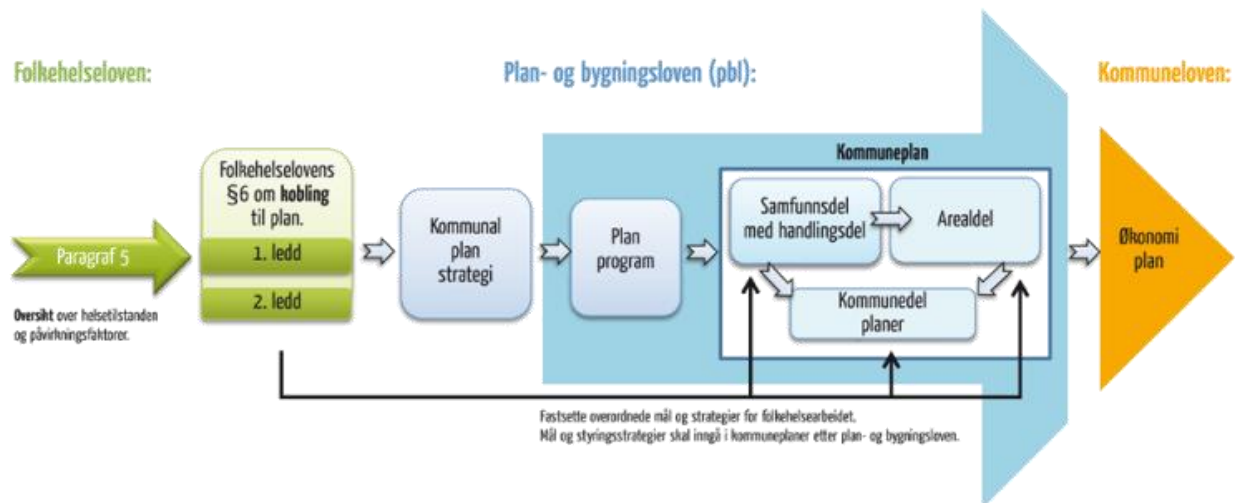 Folkehelseloven:
Plan- og bygningsloven (pbl):
Kommuneloven:
Paragraf 5
Oversikt over helsetilstanden
og påvirkningsfaktorer.
Folkehelselovens
§6 om kobling
til plan.
1. ledd
2. ledd
Kommunal
plan
strategi
Plan
program
Kommuneplan
Samfunnsdel
med handlingsdel
Arealdel
Kommunedel
planer
Økonomi
plan
Fastsette overordnede mål og strategier for folkehelsearbeidet.
Mål og styringsstrategier skal inngå i kommuneplaner etter plan- og bygningsloven.